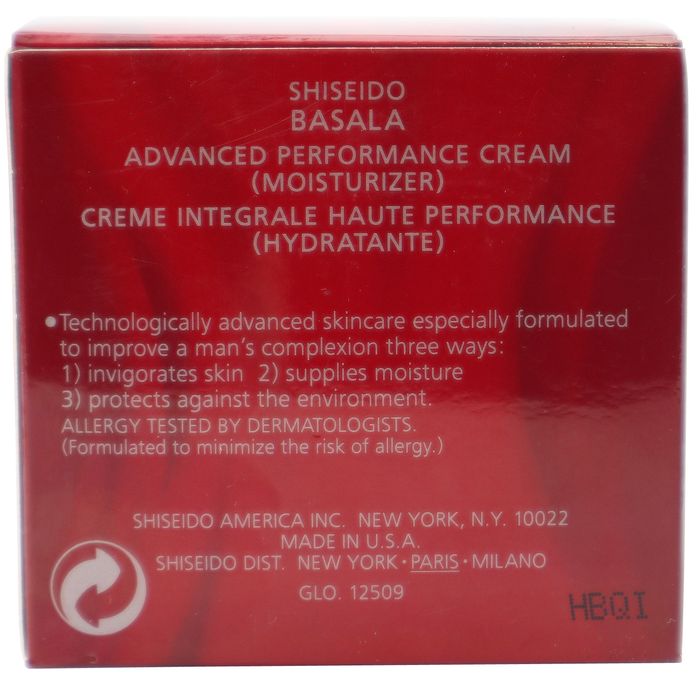 SHISEIDO
BASALA
ADVANCED PERFORMANCE CREAM
(MOISTURIZER)
CREME INTEGRALE HAUTE PERFORMANCE
(HYDRATANTE)
•Technologically advanced skincare especially formulated
to improve a man's complexion three ways:
1) invigorates skin 2) supplies moisture
3) protects against the environment.
ALLERGY TESTED BY DERMATOLOGISTS.
(Formulated to minimize the risk of allergy.)
SHISEIDO AMERICA INC. NEW YORK, N.Y. 10022
MADE IN U.S.A.
SHISEIDO DIST. NEW YORK·PARIS·MILANO
GLO. 12509
HBQI